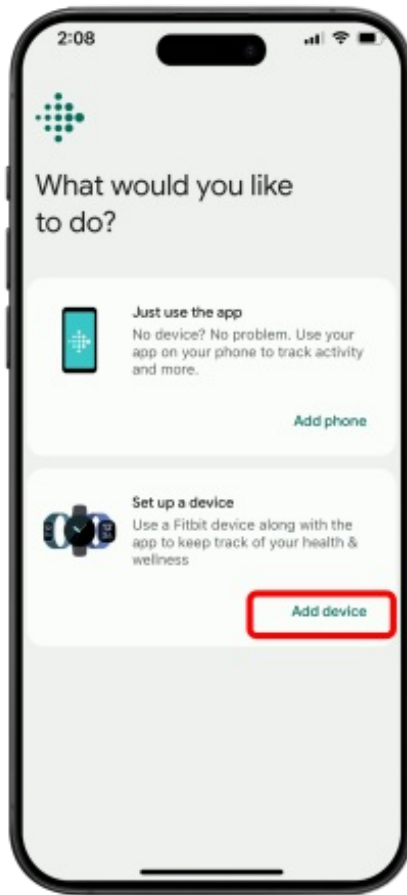 2:08
What would you like
to do?
Just use the app
No device? No problem. Use your
app on your phone to track activity
and more.
Add phone
Set up a device
Use a Fitbit device along with the
app to keep track of your health &
wellness
Add device